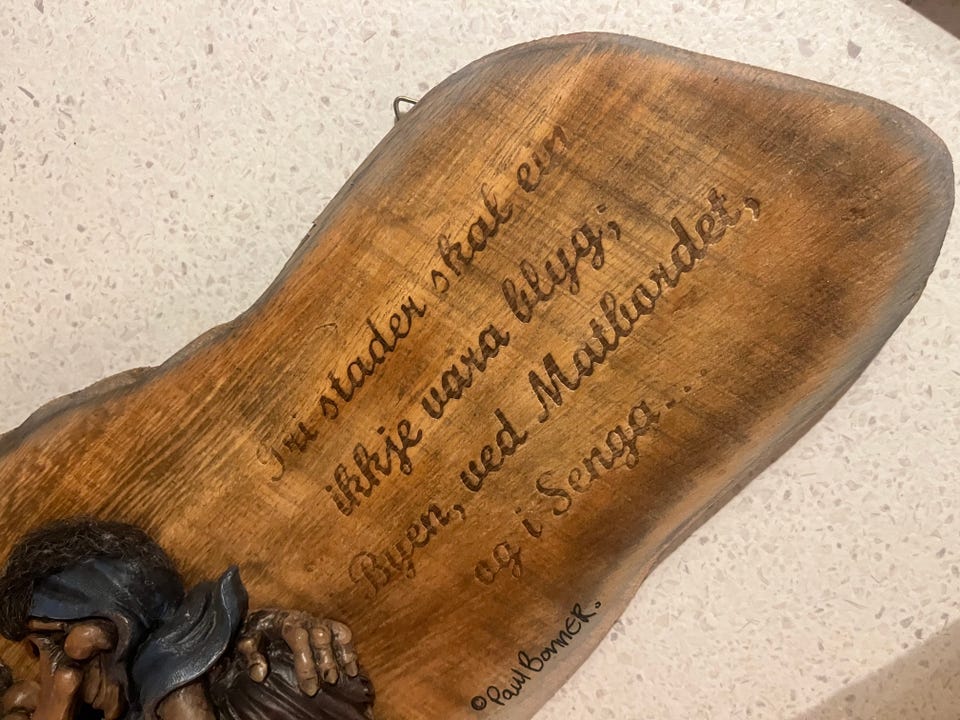 Tri stader skal ein
ikkje vara blyg;
Byen, ved Matbordet,
og i Senga...
© Paul Bonner.